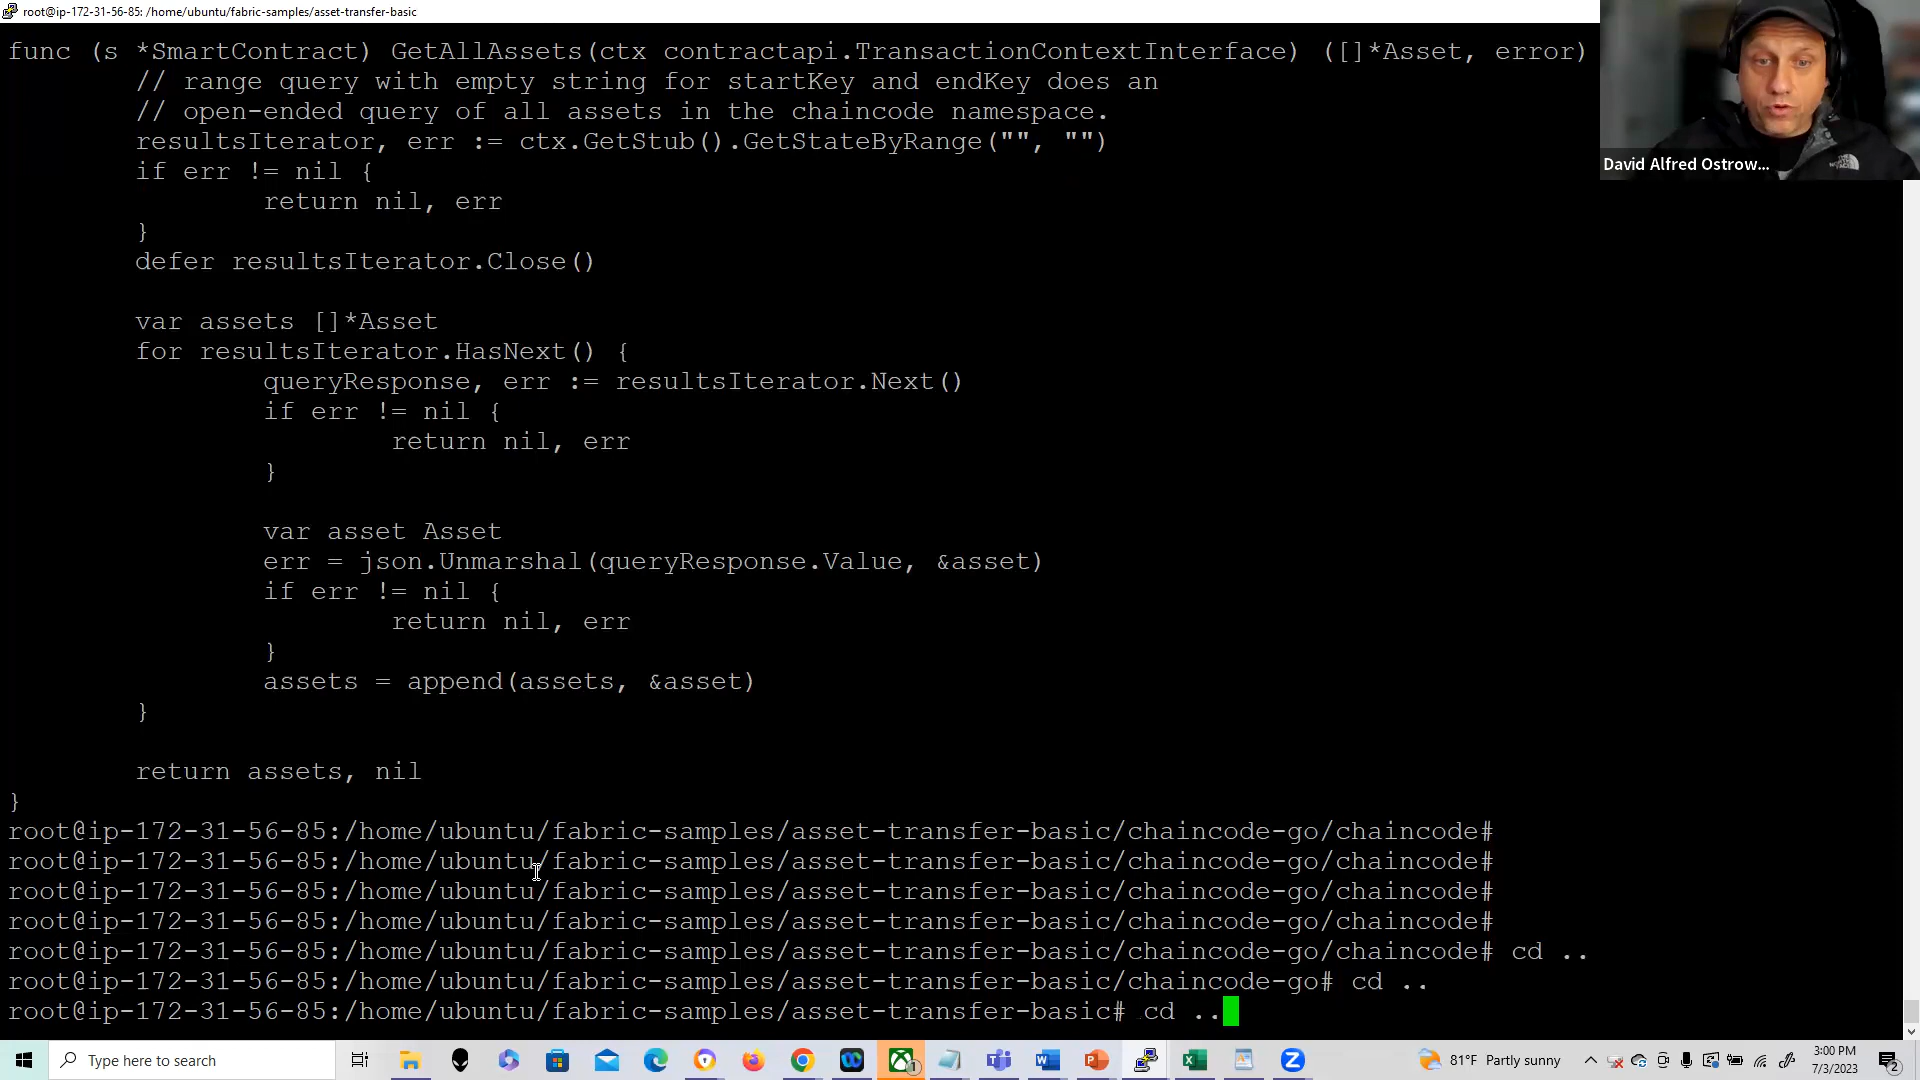 root@ip-172-31-56-85: /home/ubuntu/fabric-samples/asset-transfer-basic
func (s *SmartContract) GetAllAssets(ctx contractapi.TransactionContextInterface) ([]*Asset, error)
// range query with empty string for startKey and endKey does an
// open-ended query of all assets in the chaincode namespace.
resultsIterator, err := ctx.GetStub().GetStateByRange("", "")
if err != nil {
return nil, err
}
defer resultsIterator.Close()
var assets []*Asset
for resultsIterator.HasNext() {
queryResponse, err := resultsIterator.Next()
if err != nil {
return nil, err
}
var asset Asset
err = json.Unmarshal(queryResponse.Value, &asset)
if err != nil {
return nil, err
}
assets = append(assets, &asset)
}
return assets, nil
}
root@ip-172-31-56-85:/home/ubuntu/fabric-samples/asset-transfer-basic/chaincode-go/chaincode#
root@ip-172-31-56-85:/home/ubuntu/fabric-samples/asset-transfer-basic/chaincode-go/chaincode#
root@ip-172-31-56-85:/home/ubuntu/fabric-samples/asset-transfer-basic/chaincode-go/chaincode#
root@ip-172-31-56-85:/home/ubuntu/fabric-samples/asset-transfer-basic/chaincode-go/chaincode#
root@ip-172-31-56-85:/home/ubuntu/fabric-samples/asset-transfer-basic/chaincode-go/chaincode# cd ..
root@ip-172-31-56-85:/home/ubuntu/fabric-samples/asset-transfer-basic/chaincode-go# cd ..
root@ip-172-31-56-85:/home/ubuntu/fabric-samples/asset-transfer-basic# cd ..
David Alfred Ostrow...
Type here to search
81°F Partly sunny
3:00 PM
7/3/2023